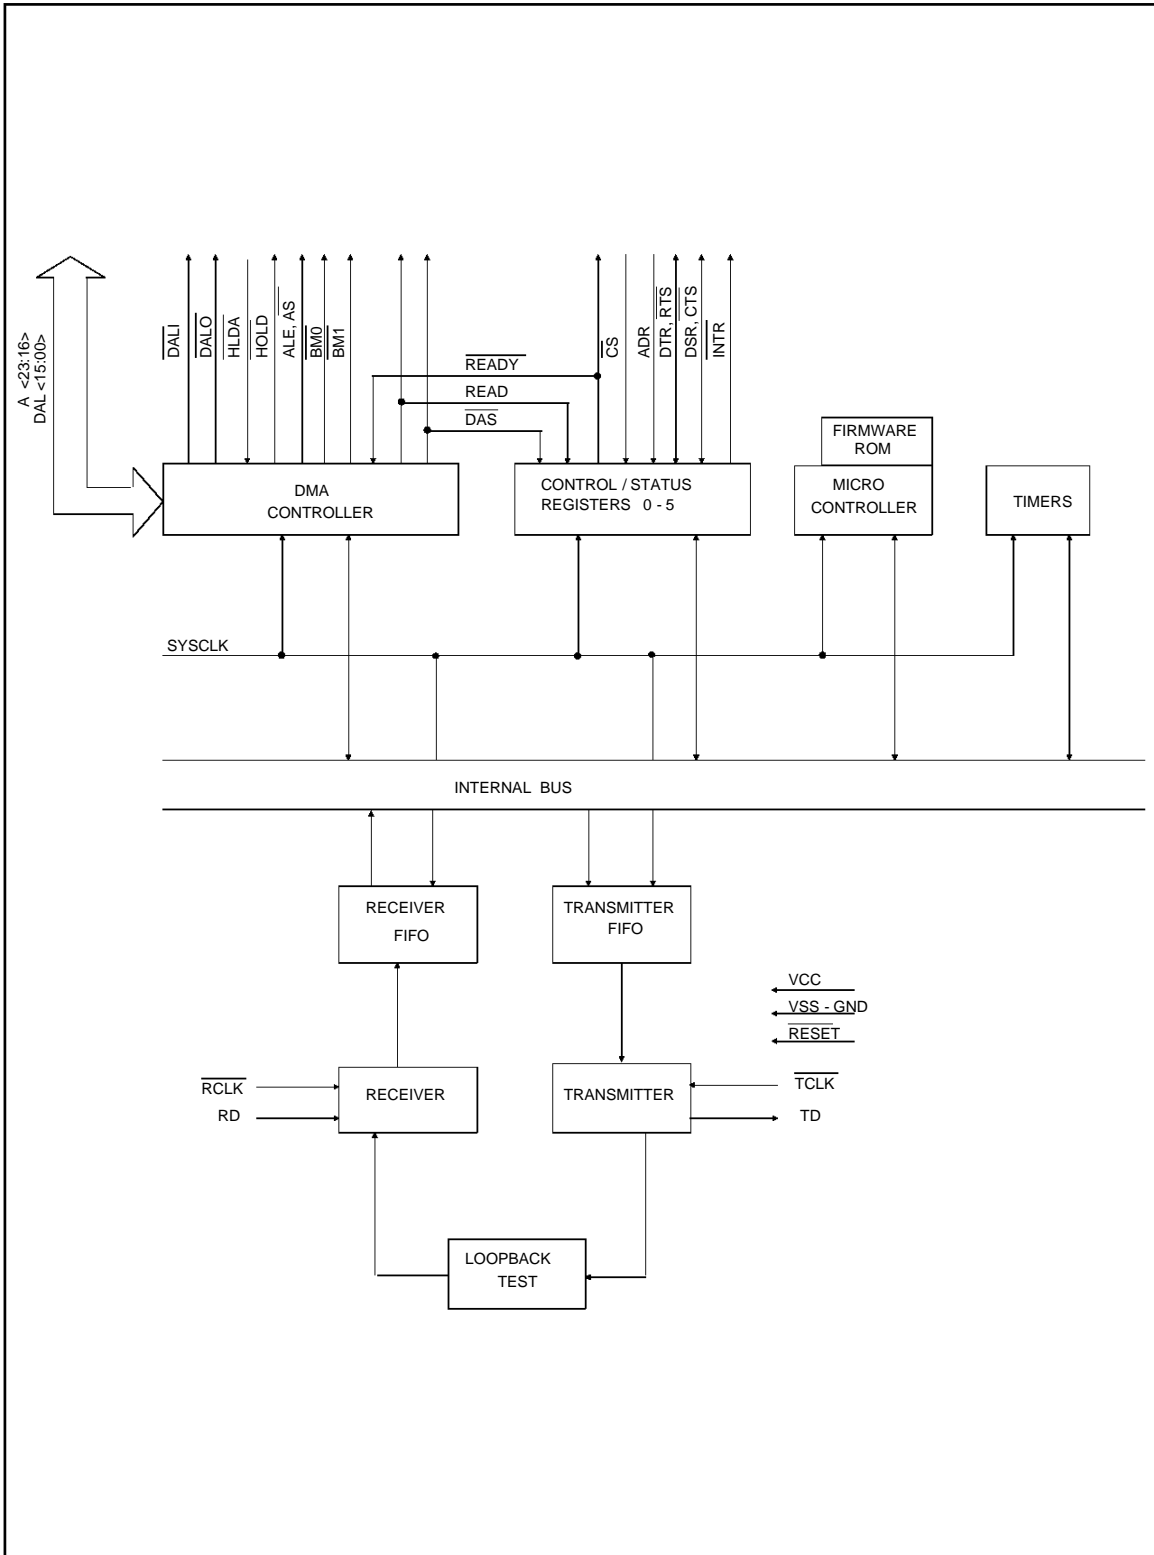 A <23:16>
DAL <15:00>
DALI
DALO
HLDA
HOLD
ALE, AS
BM0
BM1
READY
READ
DAS
CS
ADR
DTR, RTS
DSR, CTS
INTR
FIRMWARE
ROM
DMA
CONTROLLER
CONTROL / STATUS
REGISTERS 0 - 5
MICRO
CONTROLLER
TIMERS
SYSCLK
INTERNAL BUS
RECEIVER
FIFO
TRANSMITTER
FIFO
VCC
VSS - GND
RESET
RCLK
RD
RECEIVER
TRANSMITTER
TCLK
TD
LOOPBACK
TEST